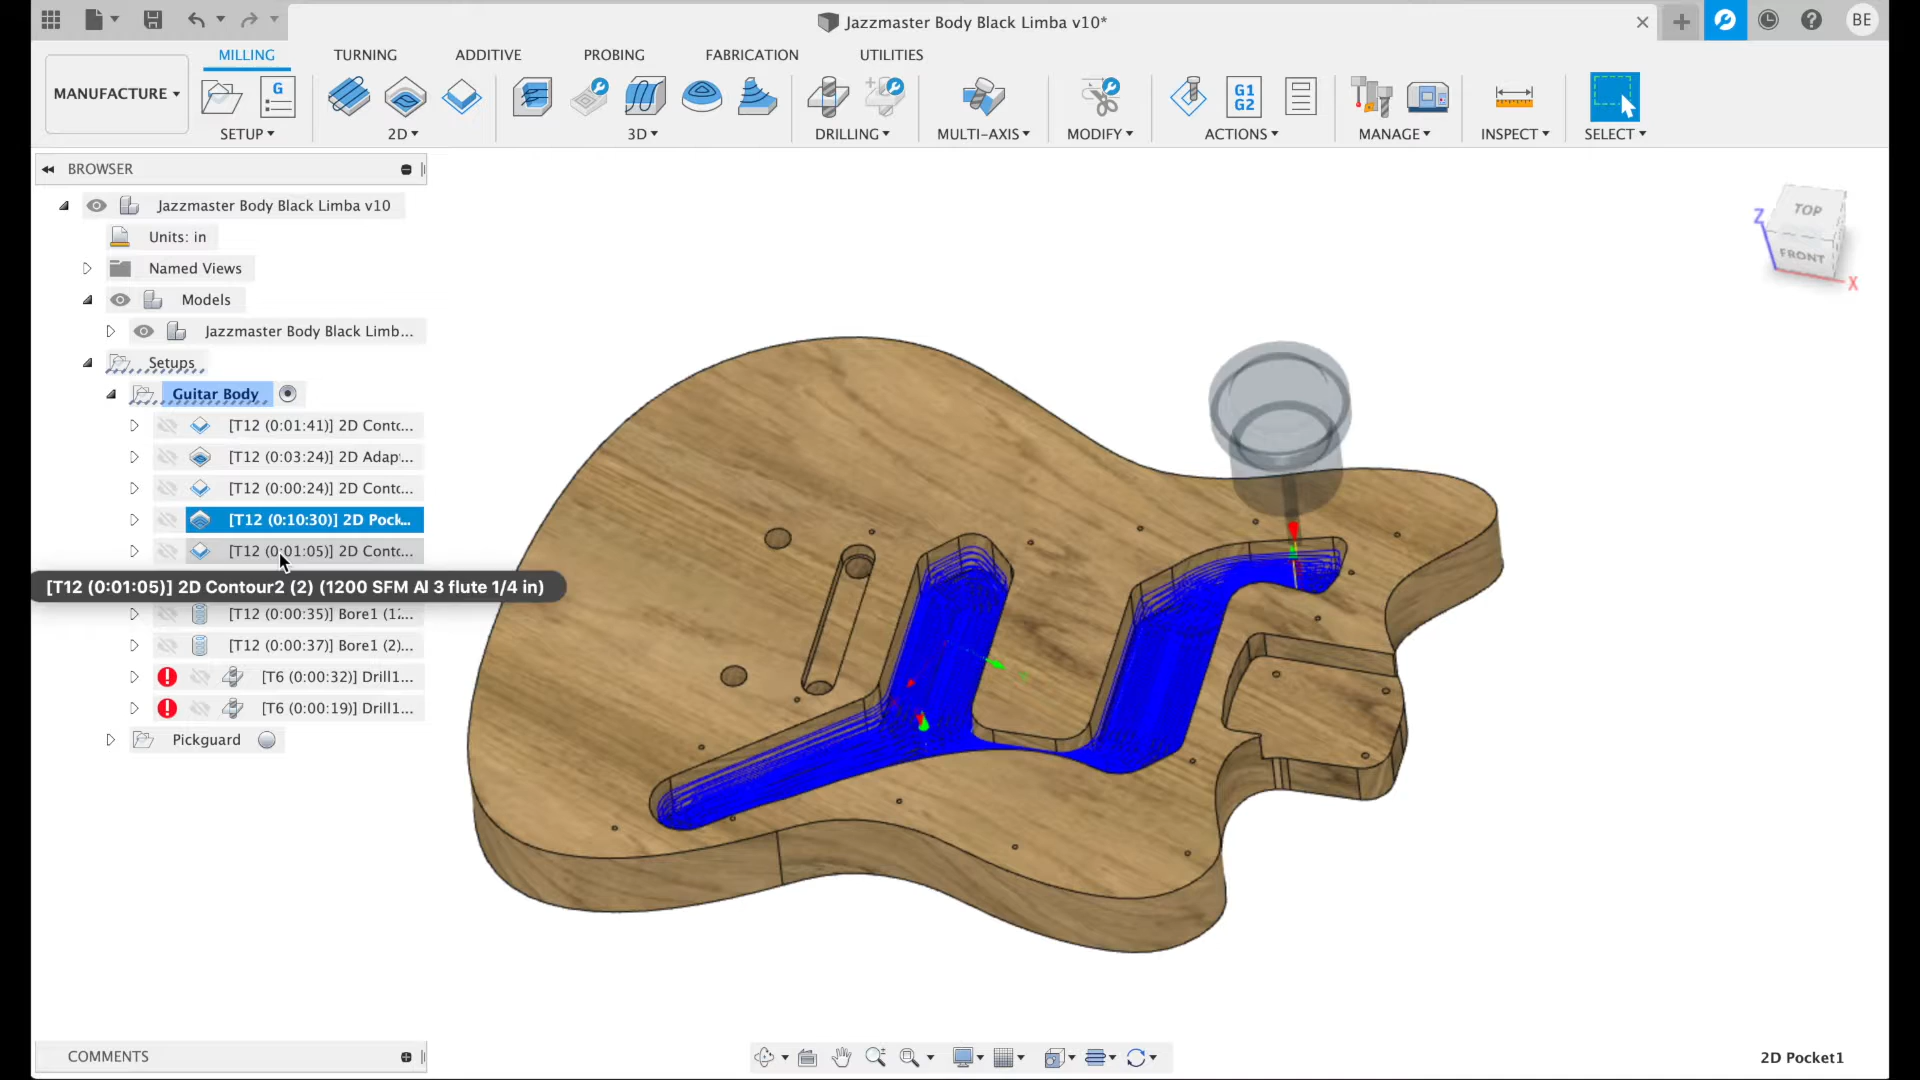 Jazzmaster Body Black Limba v10*
BE
MILLING
TURNING
ADDITIVE
PROBING
FABRICATION
UTILITIES
MANUFACTURE
G
G1
G2
SETUP
2D
3D
DRILLING
MULTI-AXIS
MODIFY
ACTIONS
MANAGE
INSPECT
SELECT
BROWSER
Jazzmaster Body Black Limba v10
Units: in
Named Views
Models
Jazzmaster Body Black Limb...
Setups
Guitar Body
[T12 (0:01:41)] 2D Conto...
[T12 (0:03:24)] 2D Adap...
[T12 (0:00:24)] 2D Conto...
[T12 (0:10:30)] 2D Pock...
[T12 (0:01:05)] 2D Conto...
[T12 (0:01:05)] 2D Contour2 (2) (1200 SFM Al 3 flute 1/4 in)
[T12 (0:00:35)] Bore1 (1...
[T12 (0:00:37)] Bore1 (2)...
[T6 (0:00:32)] Drill1...
[T6 (0:00:19)] Drill1...
Pickguard
TOP
FRONT
Z
X
COMMENTS
2D Pocket1